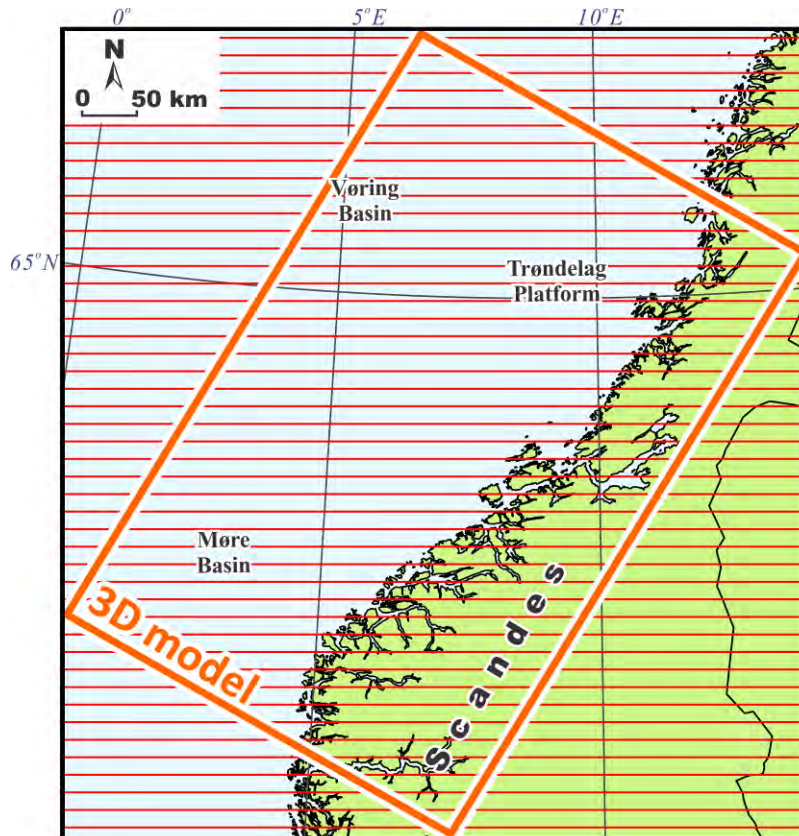 0°
5°E
10°E
N
0 50 km
Vøring
Basin
65°N
Trøndelag
Platform
Møre
Basin
3D model
Scandes